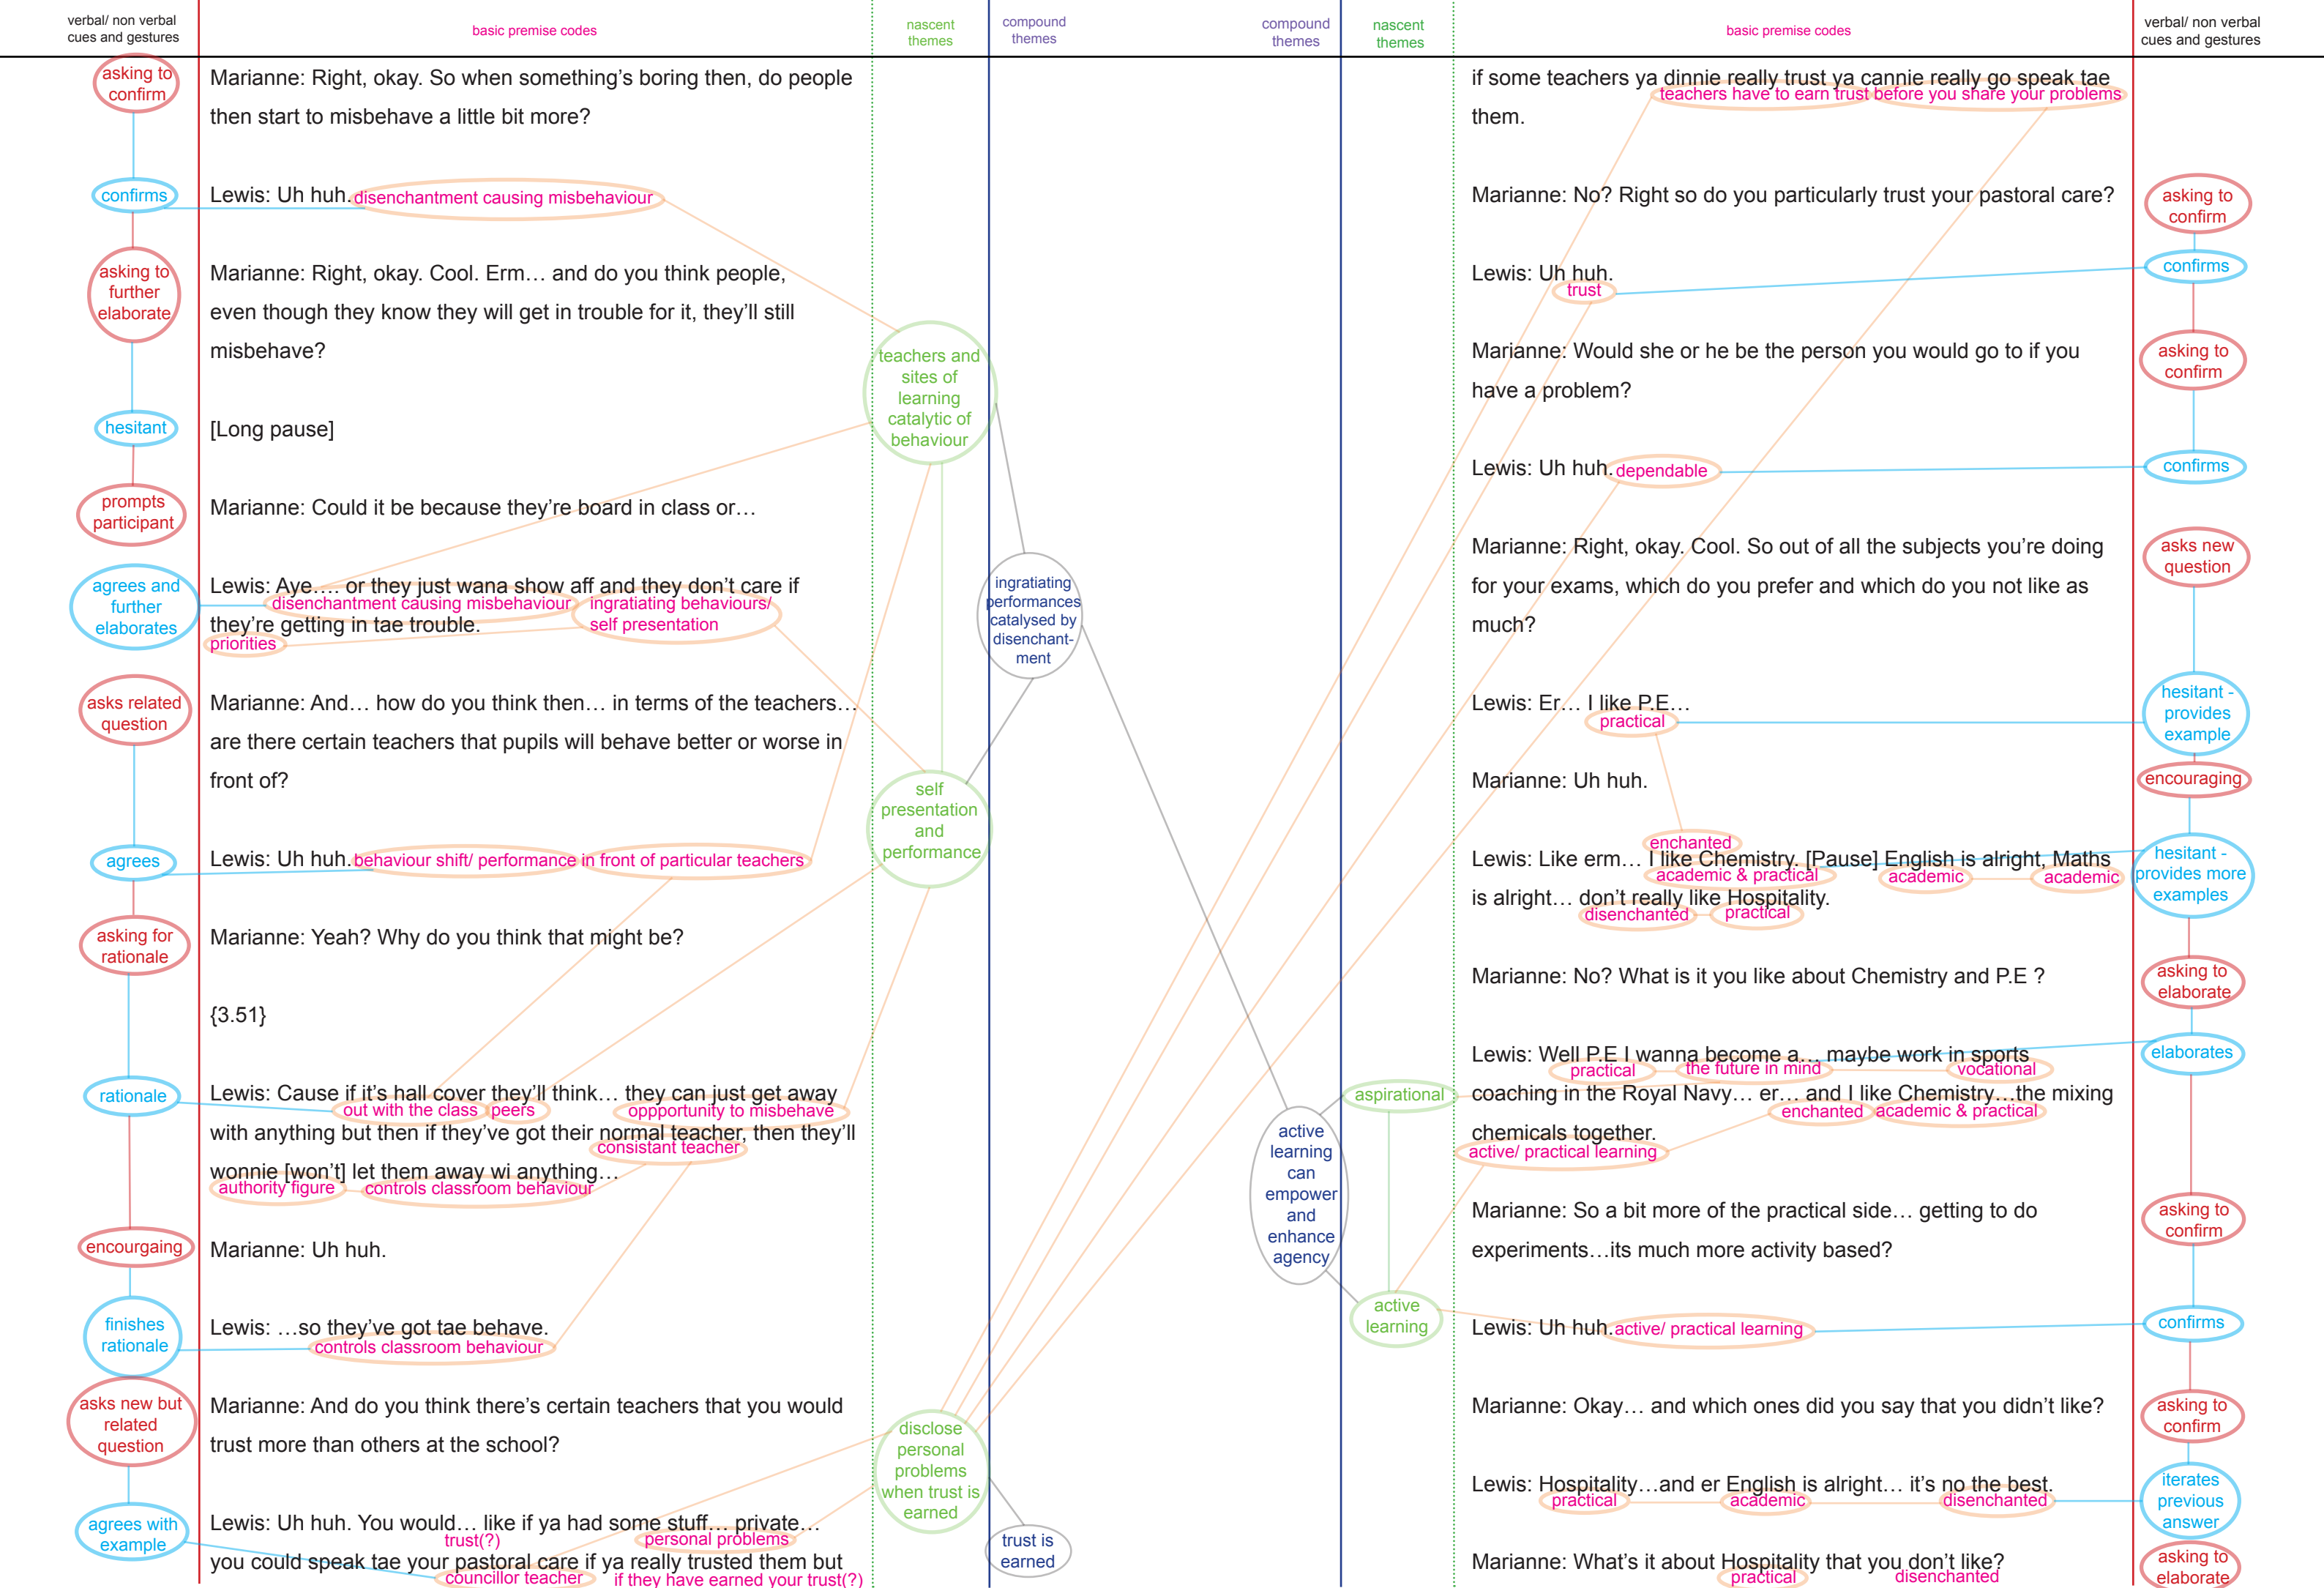 verbal/ non verbal
cues and gestures
basic premise codes
nascent
themes
compound
themes
asking to
confirm
Marianne: Right, okay. So when something's boring then, do people
then start to misbehave a little bit more?
confirms
Lewis: Uh huh.
disenchantment causing misbehaviour
asking to
further
elaborate
Marianne: Right, okay. Cool. Erm… and do you think people,
even though they know they will get in trouble for it, they'll still
misbehave?
teachers and
sites of
learning
catalytic of
behaviour
hesitant
[Long pause]
prompts
participant
Marianne: Could it be because they're board in class or…
agrees and
further
elaborates
Lewis: Aye…. or they just wana show aff and they don't care if
disenchantment causing misbehaviour
ingratiating behaviours/
self presentation
they're getting in tae trouble.
priorities
ingratiating
performances
catalysed by
disenchant-
ment
asks related
question
Marianne: And… how do you think then… in terms of the teachers…
are there certain teachers that pupils will behave better or worse in
front of?
self
presentation
and
performance
agrees
Lewis: Uh huh.
behaviour shift/ performance in front of particular teachers
asking for
rationale
Marianne: Yeah? Why do you think that might be?
{3.51}
rationale
Lewis: Cause if it's hall cover they'll think… they can just get away
out with the class
peers
oppportunity to misbehave
with anything but then if they've got their normal teacher, then they'll
consistant teacher
wonnie [won't] let them away wi anything…
authority figure
controls classroom behaviour
encourgaing
Marianne: Uh huh.
finishes
rationale
Lewis: …so they've got tae behave.
controls classroom behaviour
asks new but
related
question
Marianne: And do you think there's certain teachers that you would
trust more than others at the school?
disclose
personal
problems
when trust is
earned
agrees with
example
Lewis: Uh huh. You would… like if ya had some stuff… private…
trust(?)
personal problems
you could speak tae your pastoral care if ya really trusted them but
councillor teacher
if they have earned your trust(?)
trust is
earned
compound
themes
nascent
themes
basic premise codes
verbal/ non verbal
cues and gestures
if some teachers ya dinnie really trust ya cannie really go speak tae
teachers have to earn trust before you share your problems
them.
Marianne: No? Right so do you particularly trust your pastoral care?
asking to
confirm
Lewis: Uh huh.
trust
confirms
Marianne: Would she or he be the person you would go to if you
have a problem?
asking to
confirm
Lewis: Uh huh.
dependable
confirms
Marianne: Right, okay. Cool. So out of all the subjects you're doing
for your exams, which do you prefer and which do you not like as
much?
asks new
question
Lewis: Er… I like P.E…
practical
hesitant -
provides
example
Marianne: Uh huh.
encouraging
enchanted
Lewis: Like erm… I like Chemistry. [Pause] English is alright, Maths
academic & practical
academic
academic
is alright… don't really like Hospitality.
disenchanted
practical
hesitant -
provides more
examples
Marianne: No? What is it you like about Chemistry and P.E ?
asking to
elaborate
Lewis: Well P.E I wanna become a… maybe work in sports
practical
the future in mind
vocational
elaborates
aspirational
coaching in the Royal Navy… er… and I like Chemistry…the mixing
enchanted
academic & practical
chemicals together.
active/ practical learning
active
learning
can
empower
and
enhance
agency
Marianne: So a bit more of the practical side… getting to do
experiments…its much more activity based?
asking to
confirm
active
learning
Lewis: Uh huh.
active/ practical learning
confirms
Marianne: Okay… and which ones did you say that you didn't like?
asking to
confirm
Lewis: Hospitality…and er English is alright… it's no the best.
practical
academic
disenchanted
iterates
previous
answer
Marianne: What's it about Hospitality that you don't like?
practical
disenchanted
asking to
elaborate